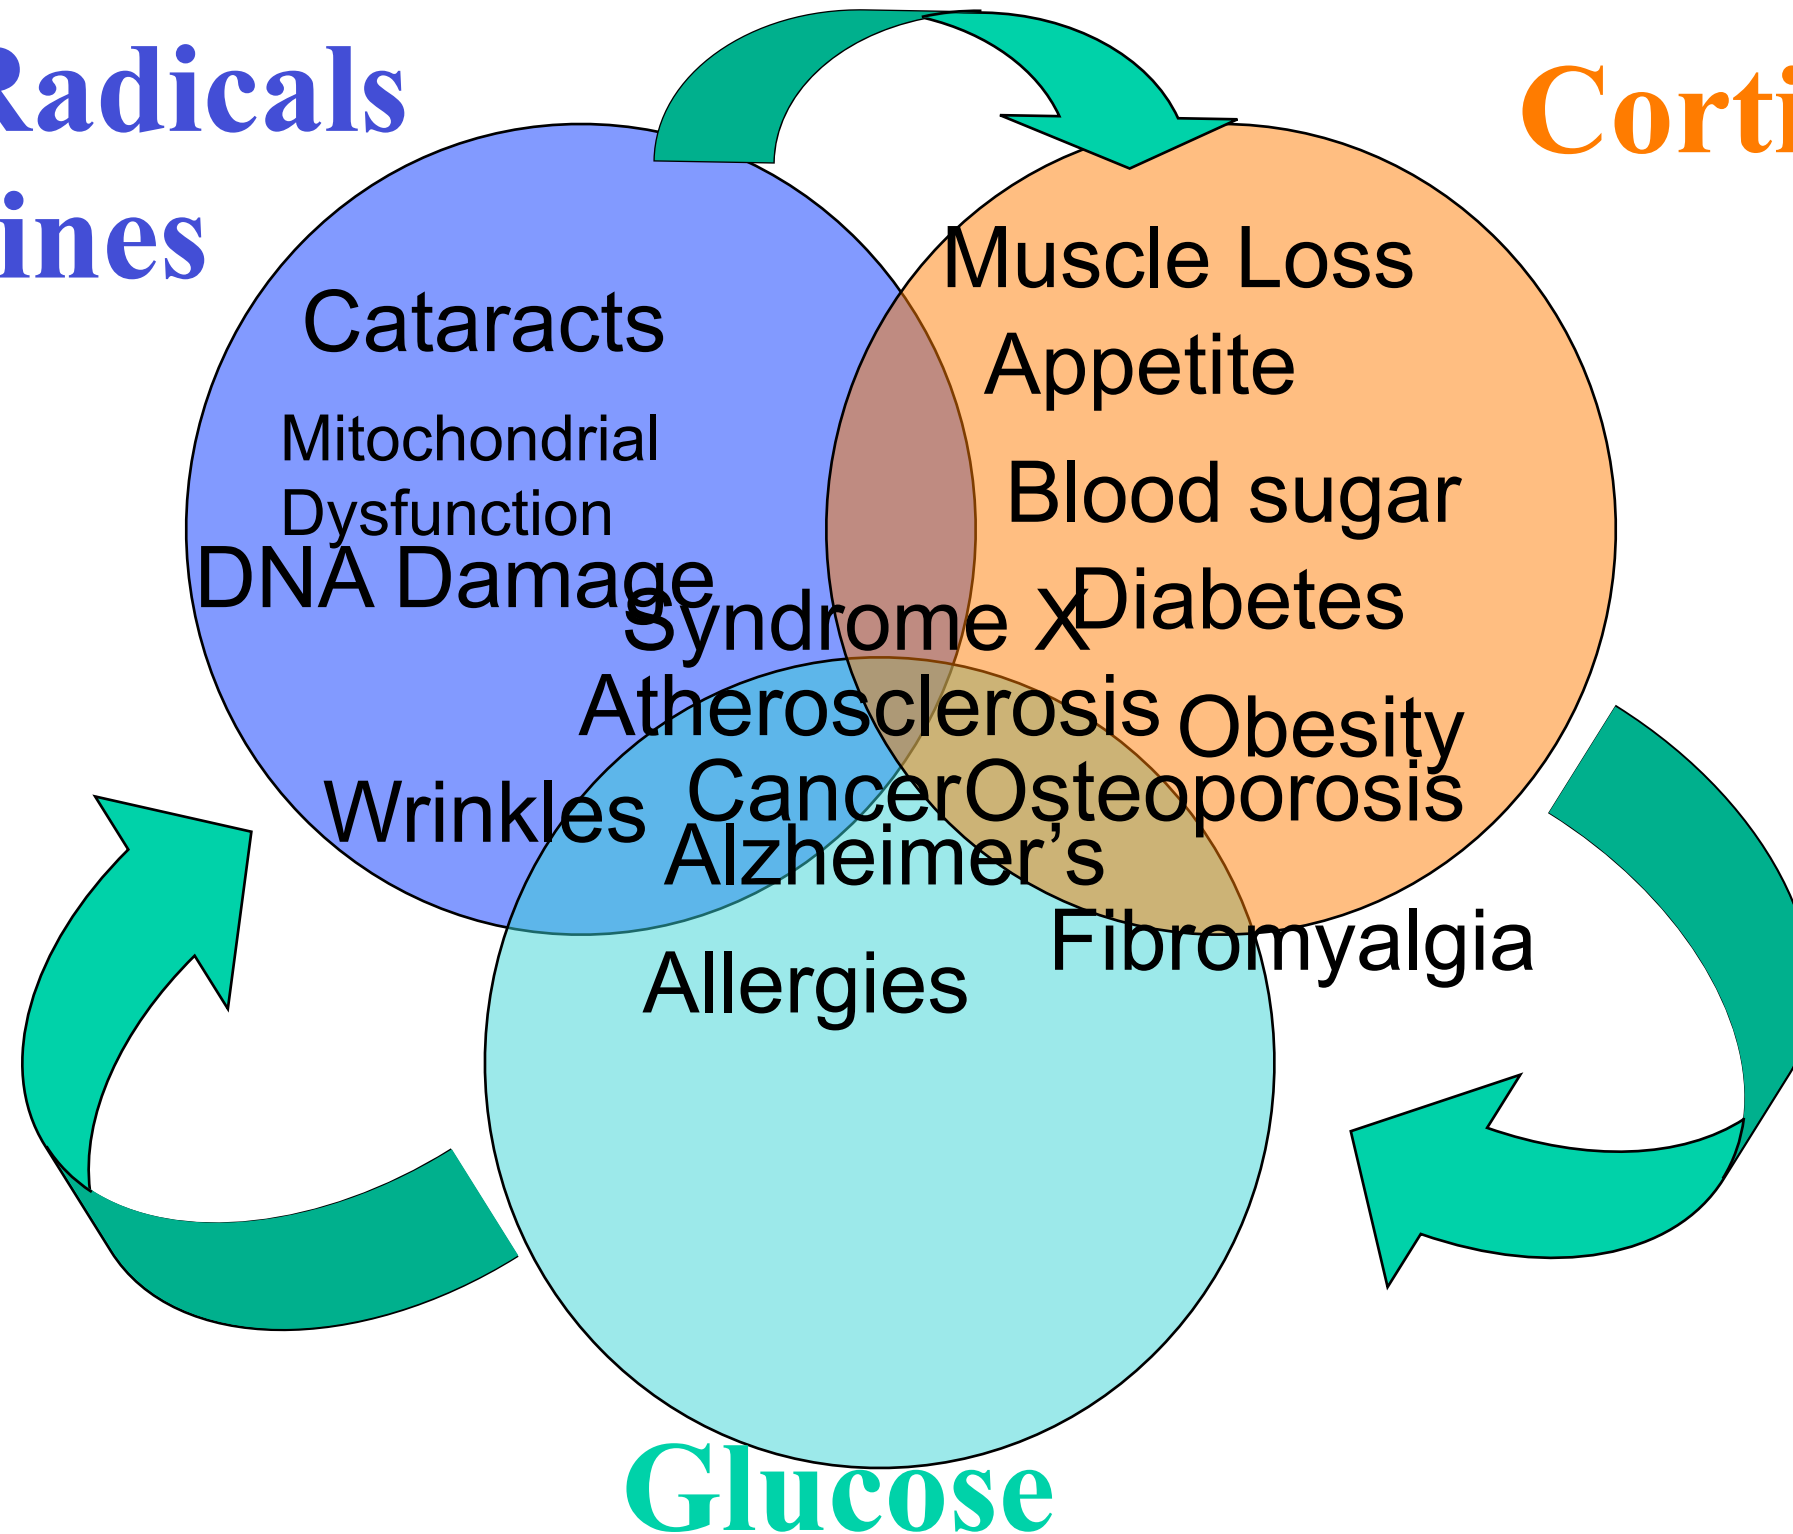 Radicals
ines
Corti
Cataracts
Mitochondrial
Dysfunction
DNA Damage
Wrinkles
Muscle Loss
Appetite
Blood sugar
Diabetes
Obesity
Osteoporosis
Fibromyalgia
Syndrome X
Atherosclerosis
Cancer
Alzheimer’s
Allergies
Glucose